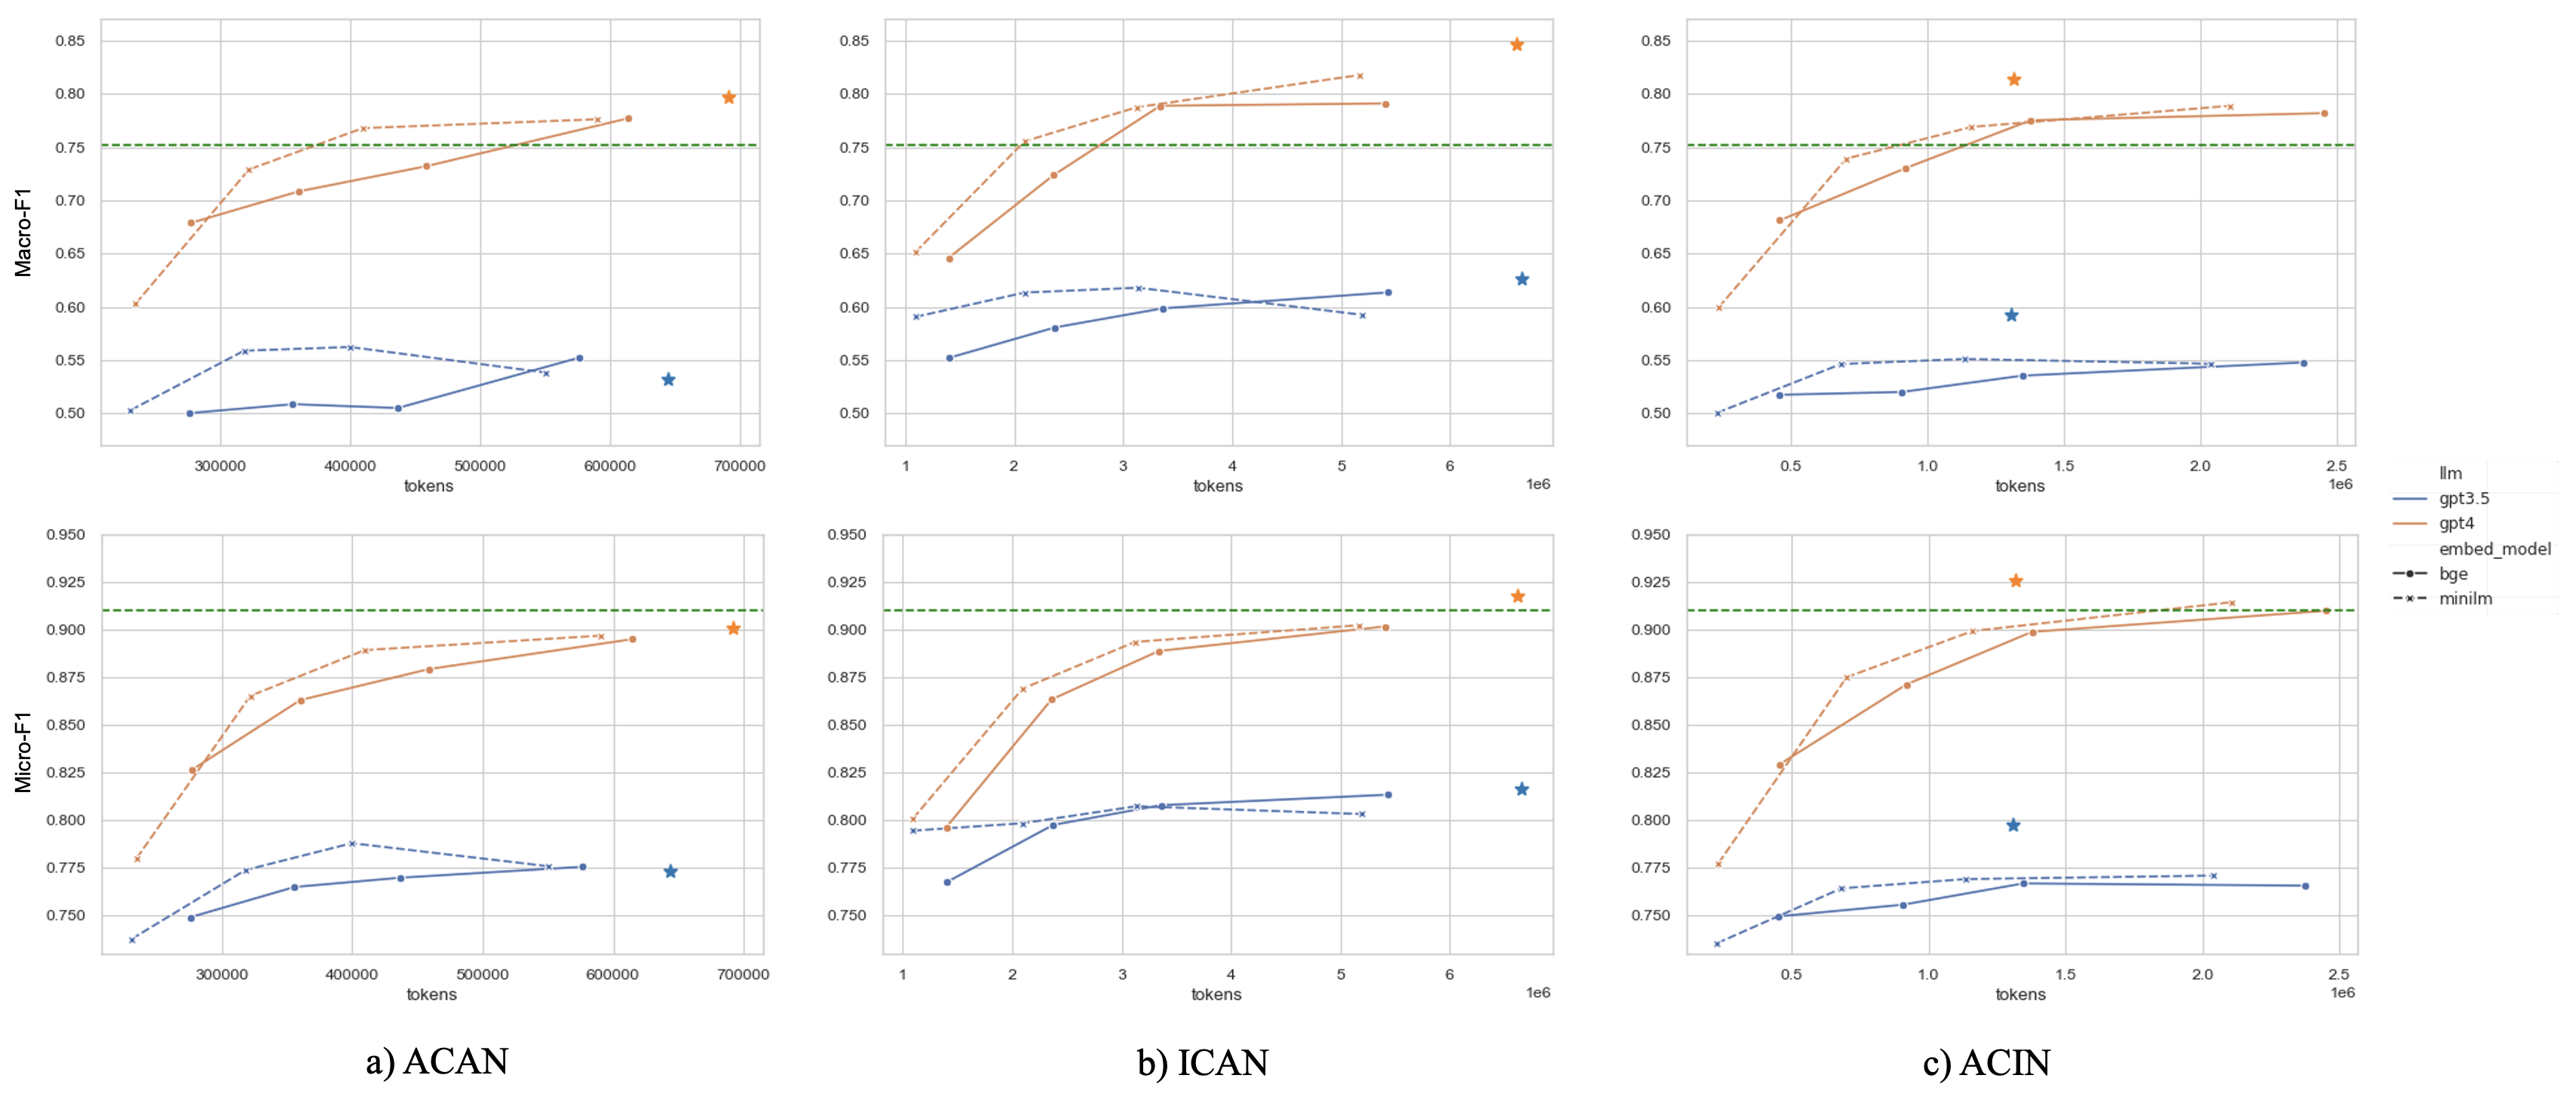 Macro-F1
0.85
0.80
0.75
0.70
0.65
0.60
0.55
0.50
300000 400000 500000 600000 700000
tokens
0.85
0.80
0.75
0.70
0.65
0.60
0.55
0.50
1 2 3 4 5 6
tokens
1e6
0.85
0.80
0.75
0.70
0.65
0.60
0.55
0.50
0.5 1.0 1.5 2.0 2.5
tokens
1e6
llm
gpt3.5
gpt4
embed_model
bge
minilm
Micro-F1
0.950
0.925
0.900
0.875
0.850
0.825
0.800
0.775
0.750
300000 400000 500000 600000 700000
tokens
0.950
0.925
0.900
0.875
0.850
0.825
0.800
0.775
0.750
1 2 3 4 5 6
tokens
1e6
0.950
0.925
0.900
0.875
0.850
0.825
0.800
0.775
0.750
0.5 1.0 1.5 2.0 2.5
tokens
1e6
a) ACAN
b) ICAN
c) ACIN